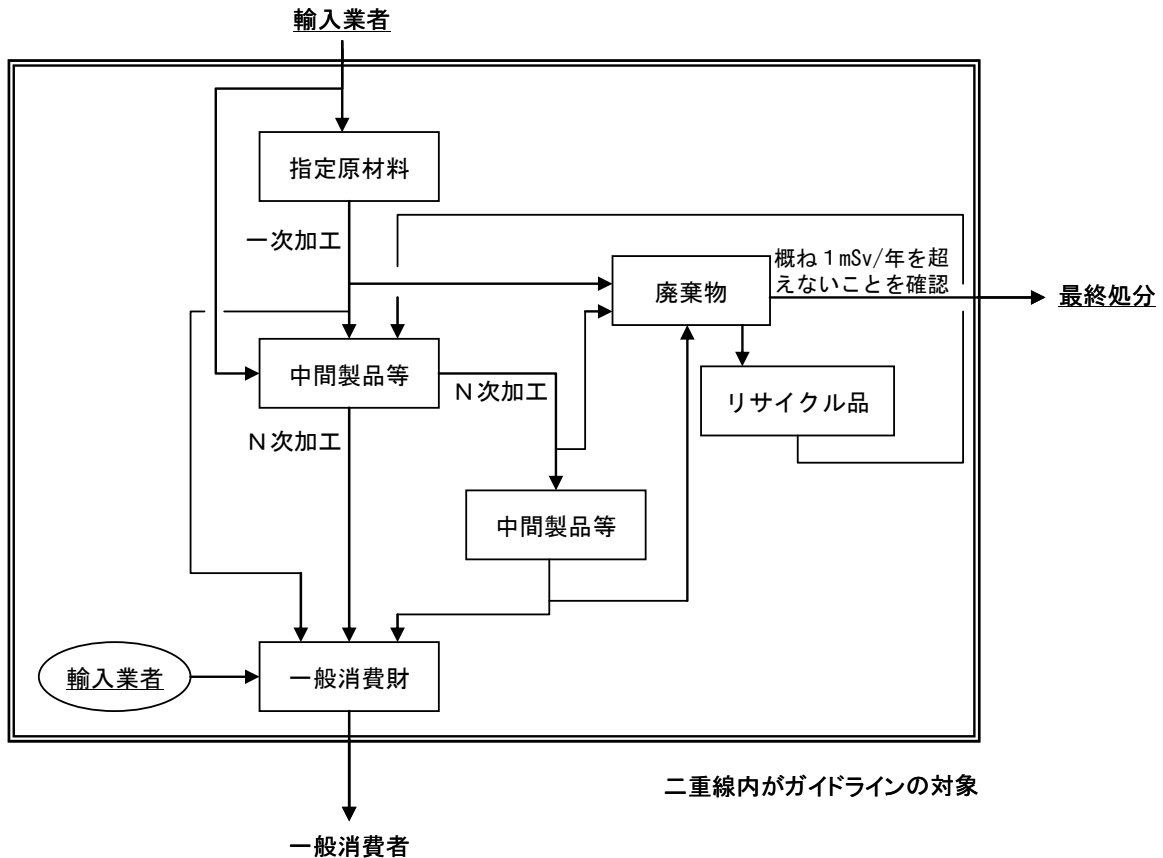 輸入業者
指定原材料
一次加工
概ね1mSv/年を超
えないことを確認
廃棄物
最終処分
中間製品等
N次加工
リサイクル品
N次加工
中間製品等
輸入業者
一般消費財
二重線内がガイドラインの対象
一般消費者